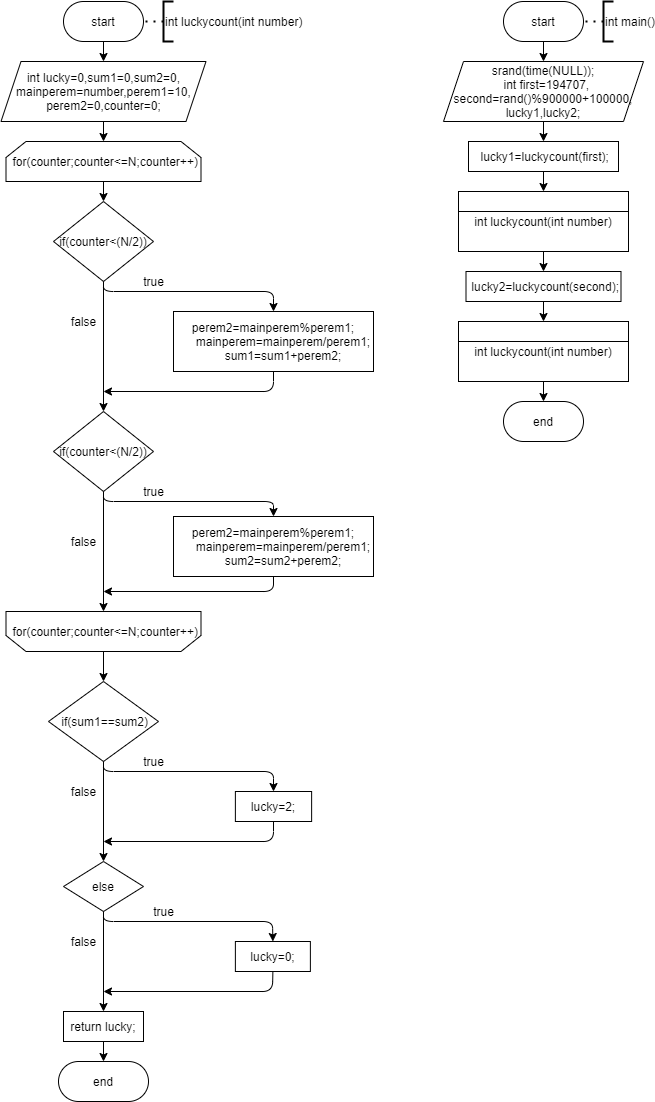 start
int luckycount(int number)
int lucky=0,sum1=0,sum2=0,
mainperem=number,perem1=10,
perem2=0,counter=0;
for(counter;counter<=N;counter++)
if(counter<(N/2))
true
false
perem2=mainperem%perem1;
mainperem=mainperem/perem1;
sum1=sum1+perem2;
if(counter<(N/2))
true
false
perem2=mainperem%perem1;
mainperem=mainperem/perem1;
sum2=sum2+perem2;
for(counter;counter<=N;counter++)
if(sum1==sum2)
true
false
lucky=2;
else
true
false
lucky=0;
return lucky;
end
start
int main()
srand(time(NULL));
int first=194707,
second=rand()%900000+100000,
lucky1,lucky2;
lucky1=luckycount(first);
int luckycount(int number)
lucky2=luckycount(second);
int luckycount(int number)
end